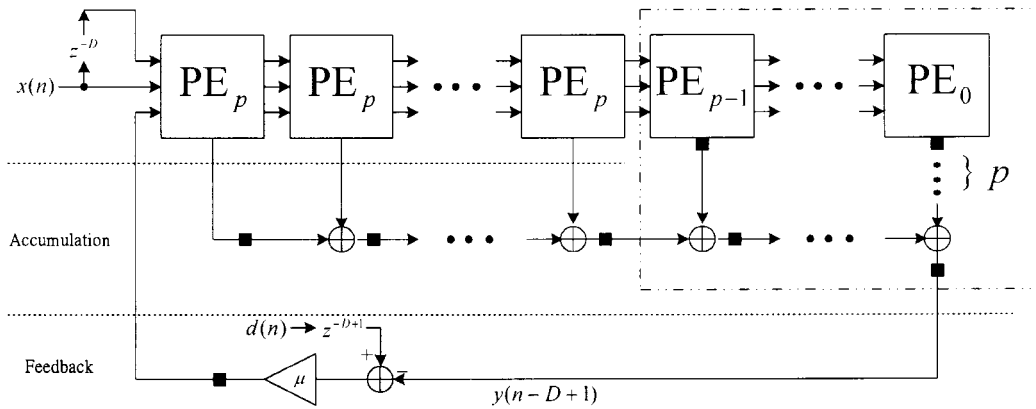 z^{-D}
x(n)
PE_p
PE_p
PE_p
PE_{p-1}
PE_0
} p
Accumulation
d(n) z^{-D+1}
+
Feedback
μ
−
y(n−D+1)